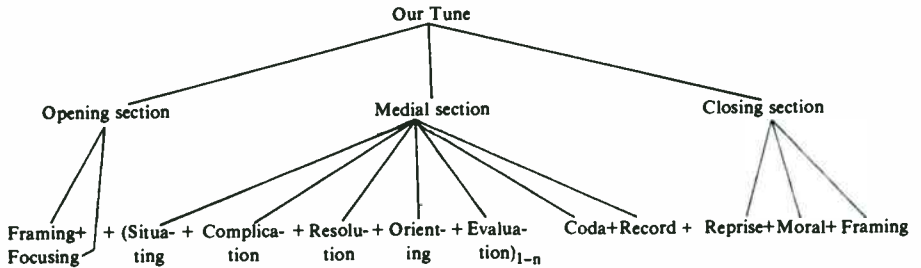 Our Tune
Opening section Medial section Closing section
Framing+ + (Situa- + Complica- + Resolu- + Orient- + Evalua- Coda+Record + Reprise+Moral+ Framing
Focusing ting tion tion ing tion)1-n